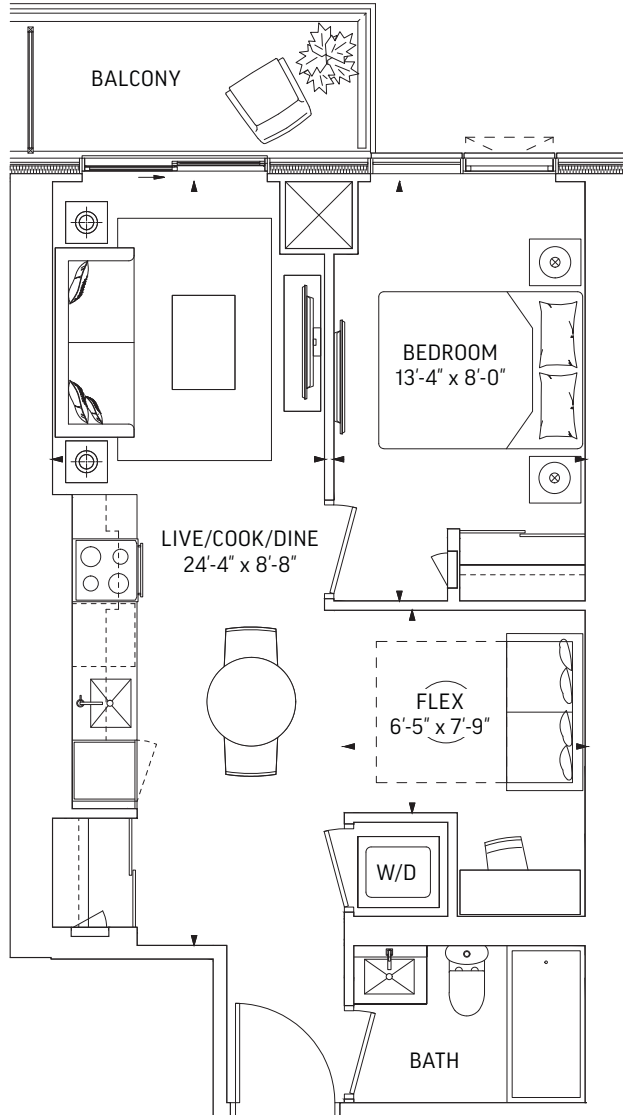 BALCONY
BEDROOM
13'-4" x 8'-0"
LIVE/COOK/DINE
24'-4" x 8'-8"
FLEX
6'-5" x 7'-9"
W/D
BATH